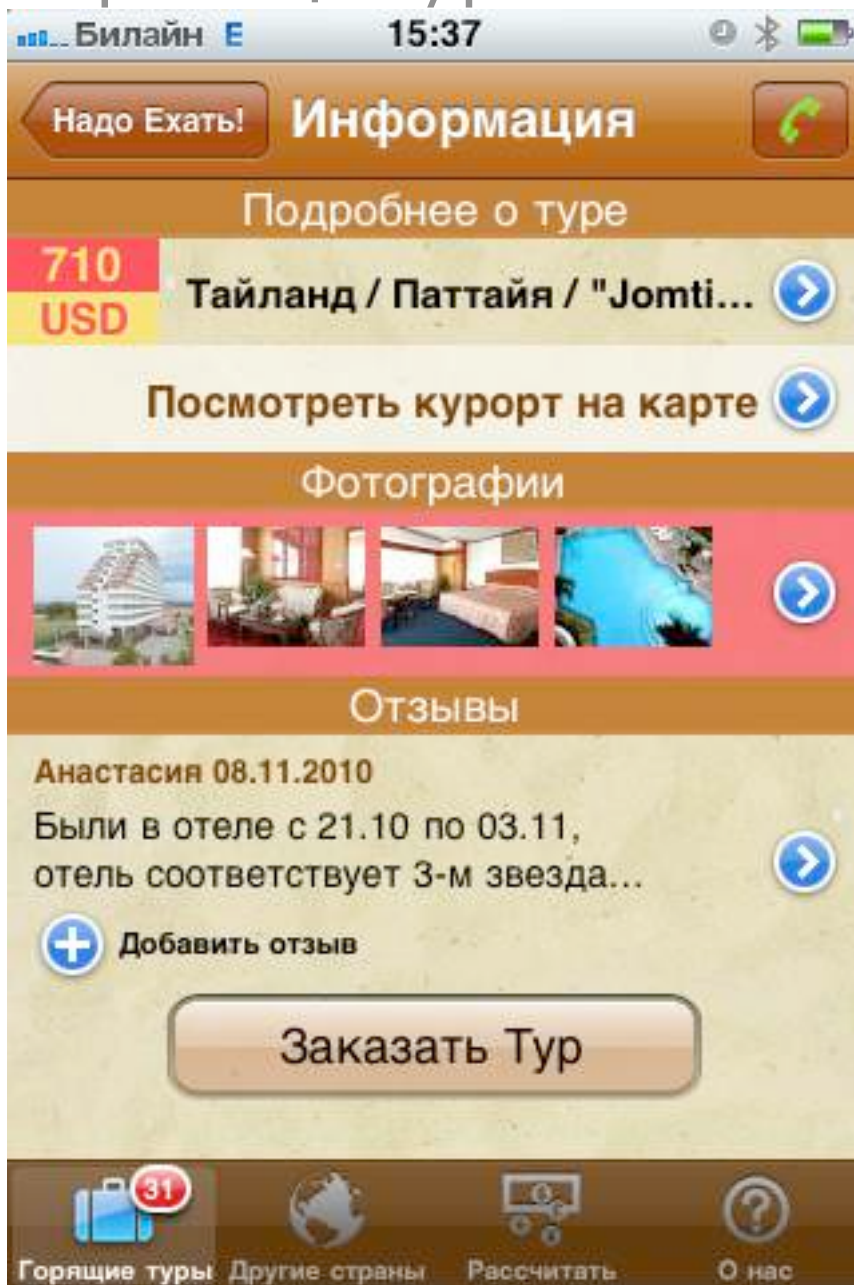 Билайн E 15:37
Надо Ехать! Информация
Подробнее о туре
710
USD
Тайланд / Паттайя / "Jomti...
Посмотреть курорт на карте
Фотографии
Отзывы
Анастасия 08.11.2010
Были в отеле с 21.10 по 03.11,
отель соответствует 3-м звезда...
Добавить отзыв
Заказать Тур
31
Горящие туры Другие страны Рассчитать О нас